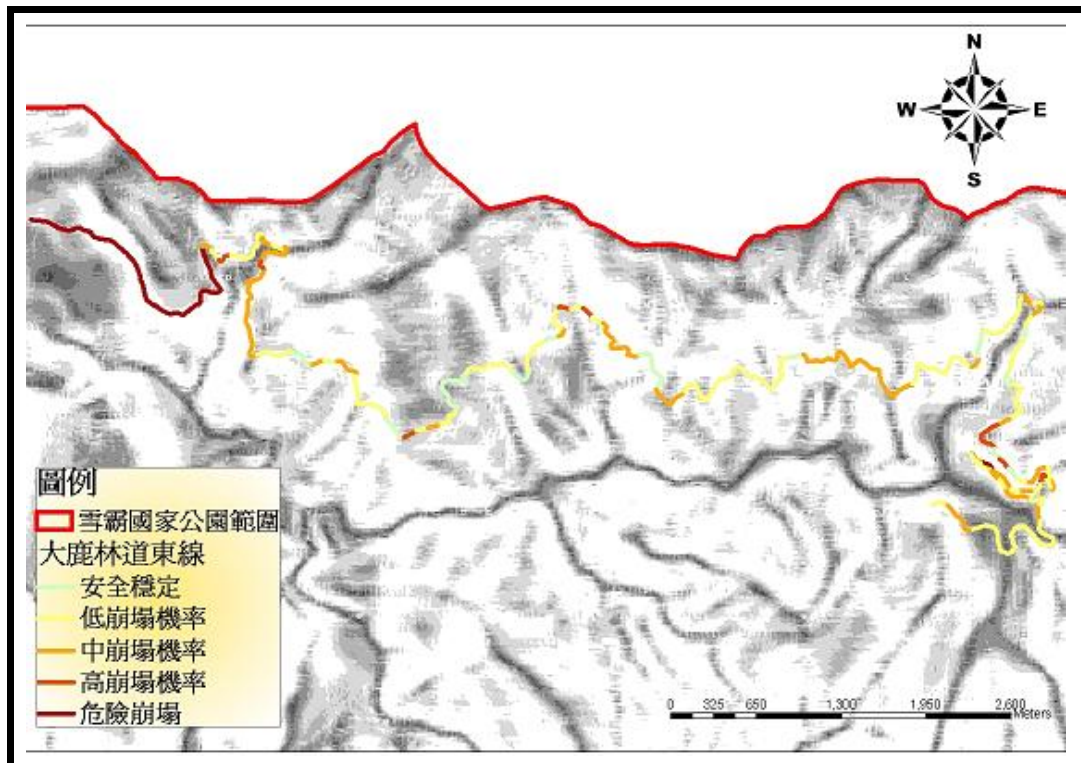 N
W E
S
圖例
雪霸國家公園範圍
大鹿林道東線
安全穩定
低崩塌機率
中崩塌機率
高崩塌機率
危險崩塌
0 325 650 1,300 1,950 2,600
Meters